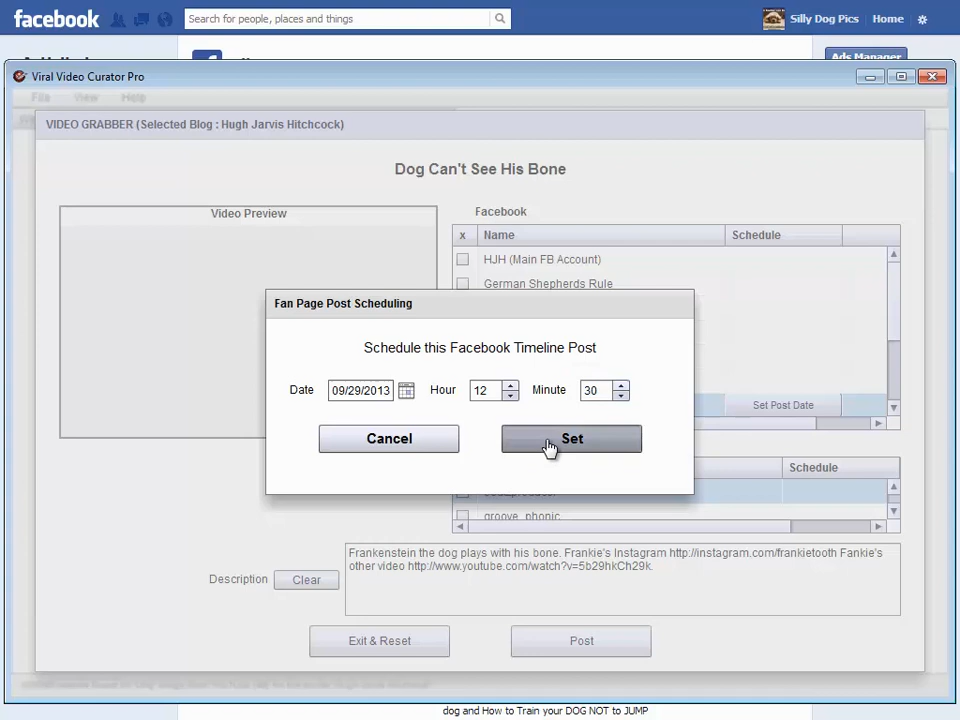 facebook
Search for people, places and things
Silly Dog Pics
Home
Ads Manager
Viral Video Curator Pro
File
View
Help
VIDEO GRABBER (Selected Blog : Hugh Jarvis Hitchcock)
Dog Can't See His Bone
Video Preview
Facebook
x
Name
Schedule
HJH (Main FB Account)
German Shepherds Rule
Fan Page Post Scheduling
Schedule this Facebook Timeline Post
Date
09/29/2013
Hour
12
Minute
30
Cancel
Set
Set Post Date
Schedule
groove_phonic
Frankenstein the dog plays with his bone. Frankie's Instagram http://instagram.com/frankietooth Fankie's
other video http://www.youtube.com/watch?v=5b29hkCh29k.
Description
Clear
Exit & Reset
Post
dog and How to Train your DOG NOT to JUMP